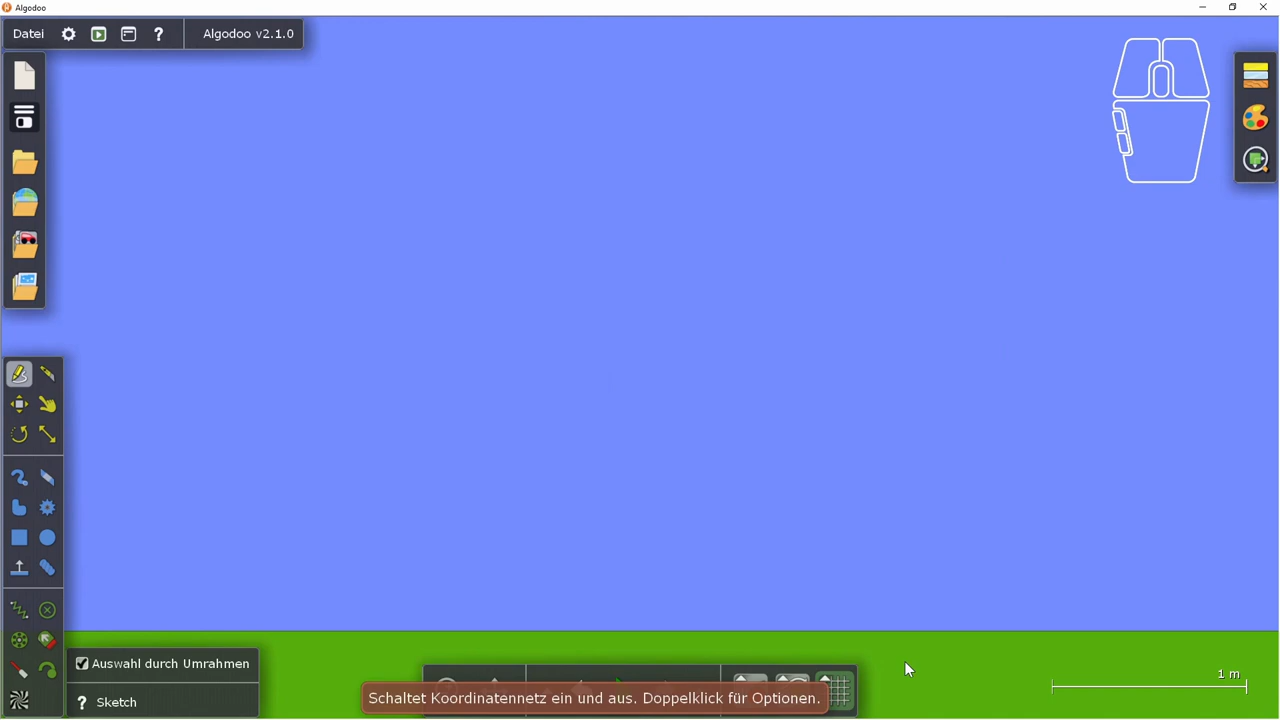 Algodoo
Datei ? Algodoo v2.1.0
Auswahl durch Umrahmen
1 m
Schaltet Koordinatennetz ein und aus. Doppelklick für Optionen.
? Sketch